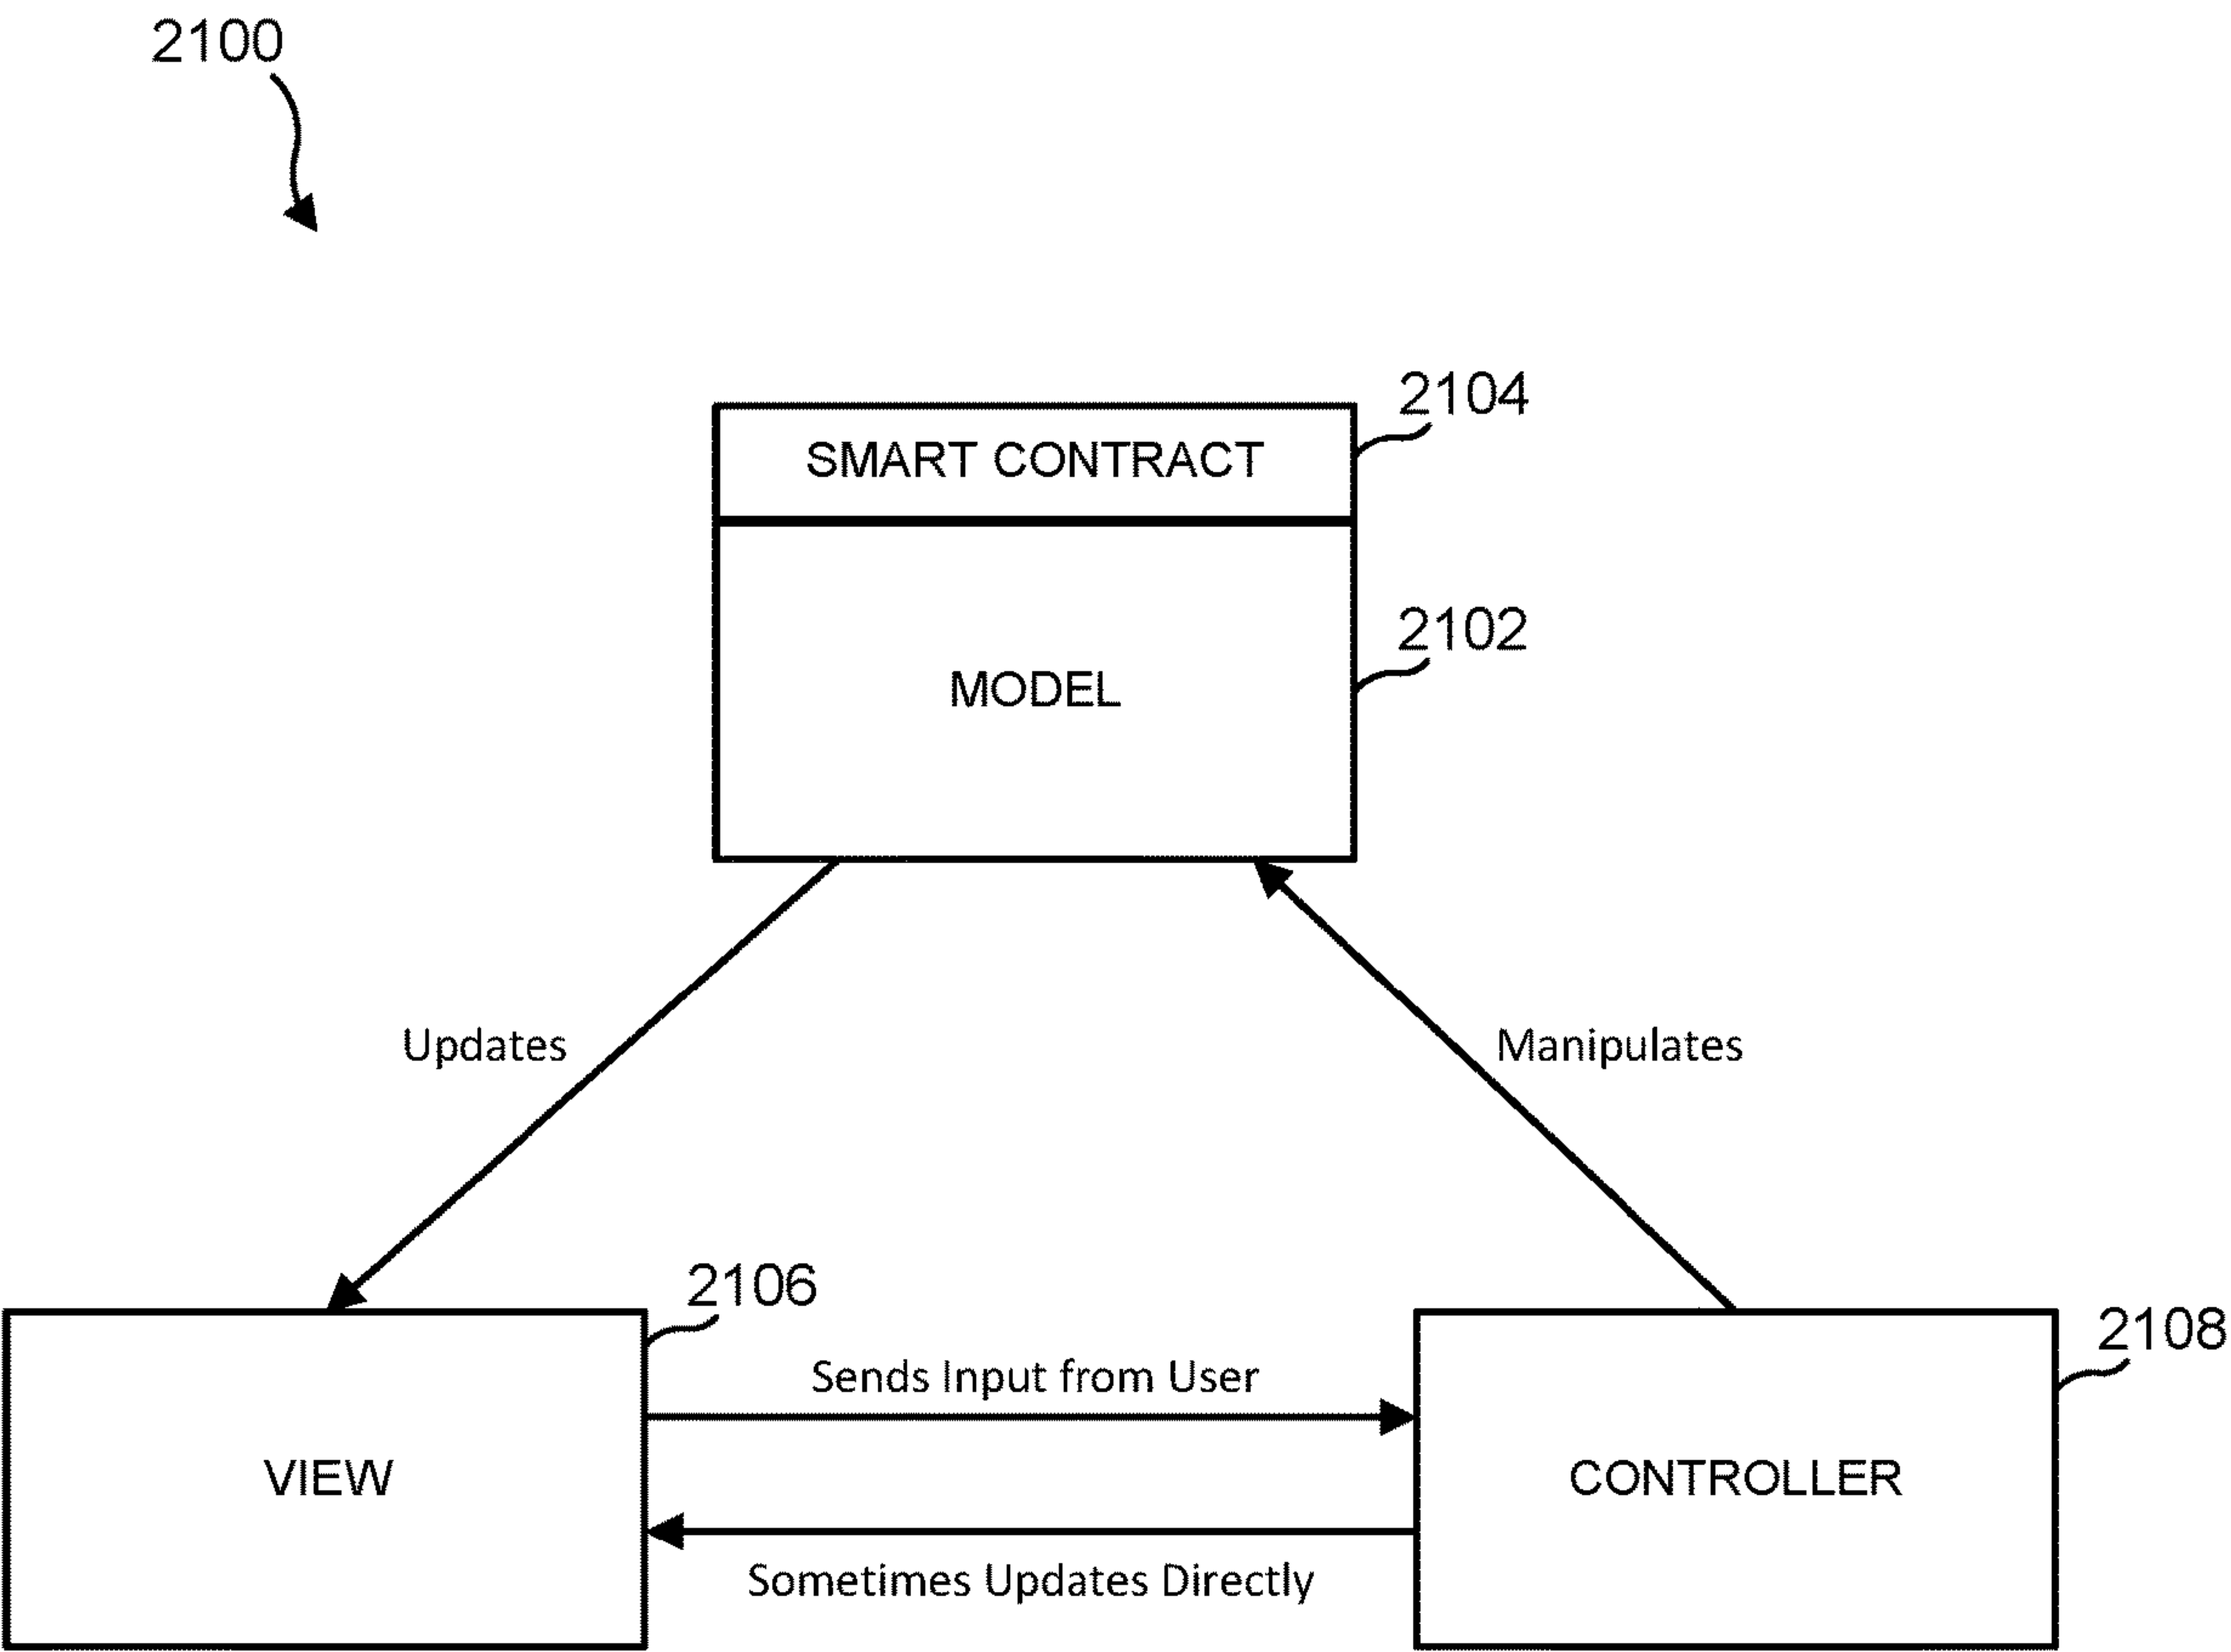 2100
2104
SMART CONTRACT
2102
MODEL
Updates
Manipulates
2106
2108
Sends Input from User
VIEW
CONTROLLER
Sometimes Updates Directly